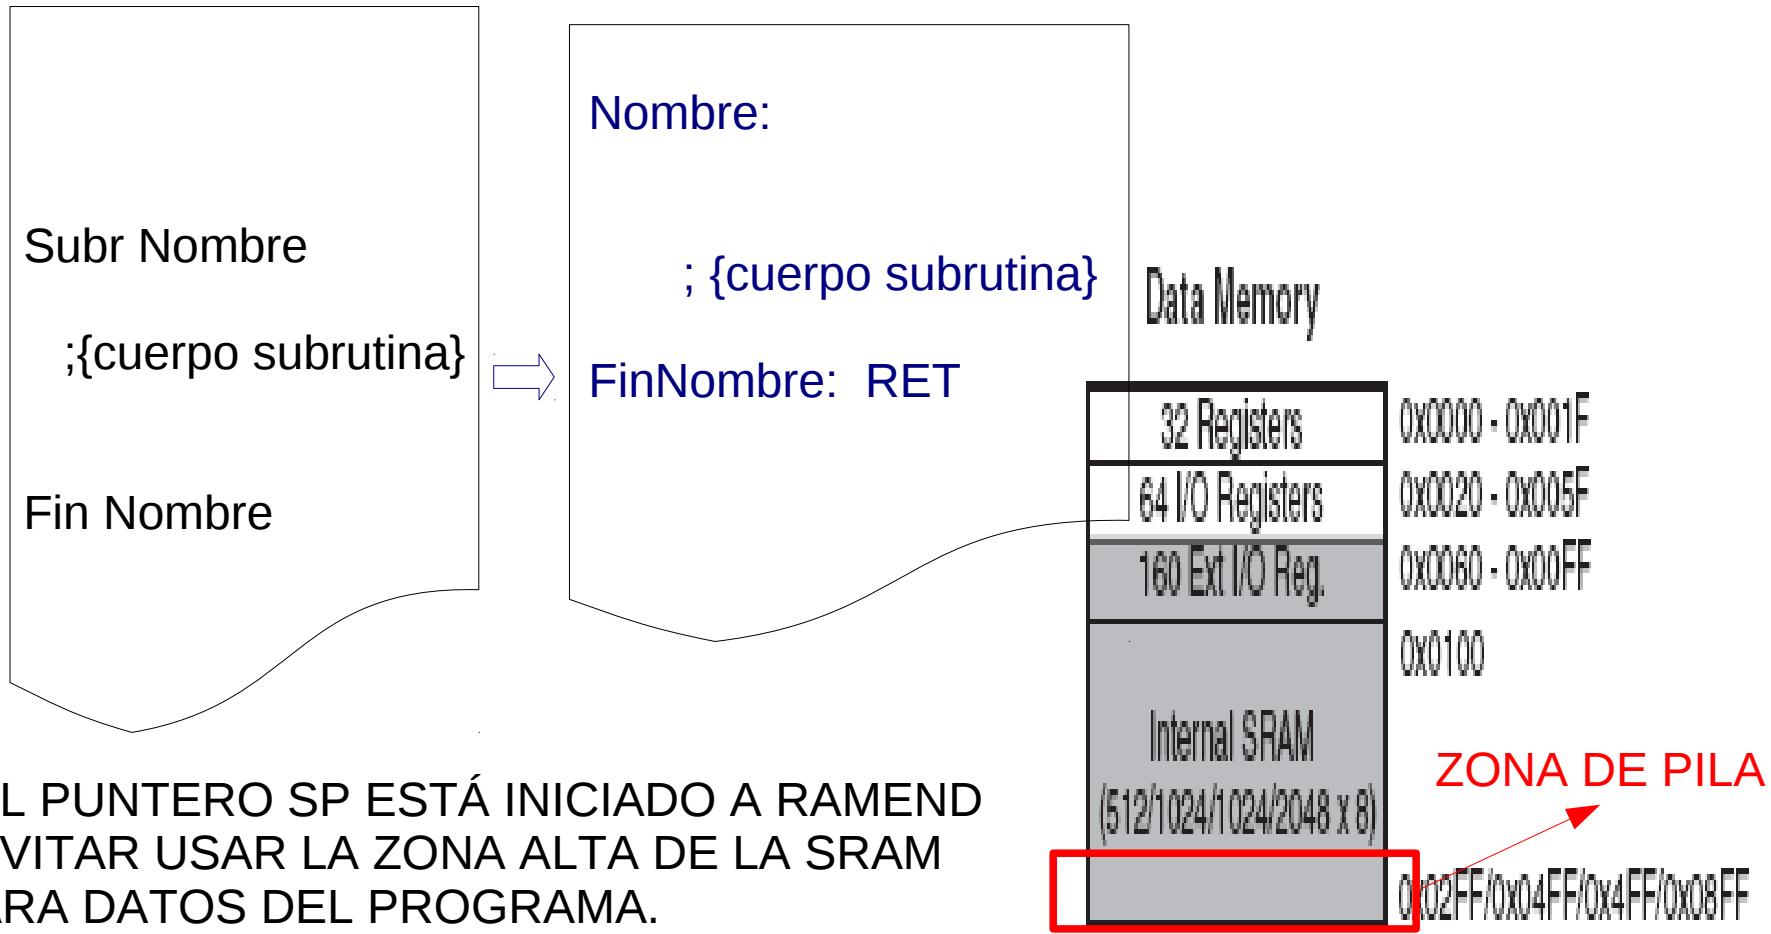 Subr Nombre
;{cuerpo subrutina}
Fin Nombre
Nombre:
; {cuerpo subrutina}
FinNombre: RET
Data Memory
32 Registers 0x0000 - 0x001F
64 I/O Registers 0x0020 - 0x005F
160 Ext I/O Reg. 0x0060 - 0x00FF
0x0100
Internal SRAM
(512/1024/1024/2048 x 8)
ZONA DE PILA
0x02FF/0x04FF/0x4FF/0x08FF
L PUNTERO SP ESTÁ INICIADO A RAMEND
VITAR USAR LA ZONA ALTA DE LA SRAM
ARA DATOS DEL PROGRAMA.